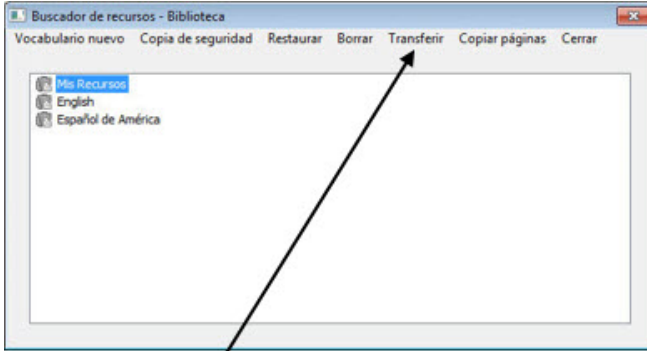 Buscador de recursos - Biblioteca
Vocabulario nuevo Copia de seguridad Restaurar Borrar Transferir Copiar páginas Cerrar
Mis Recursos
English
Español de América